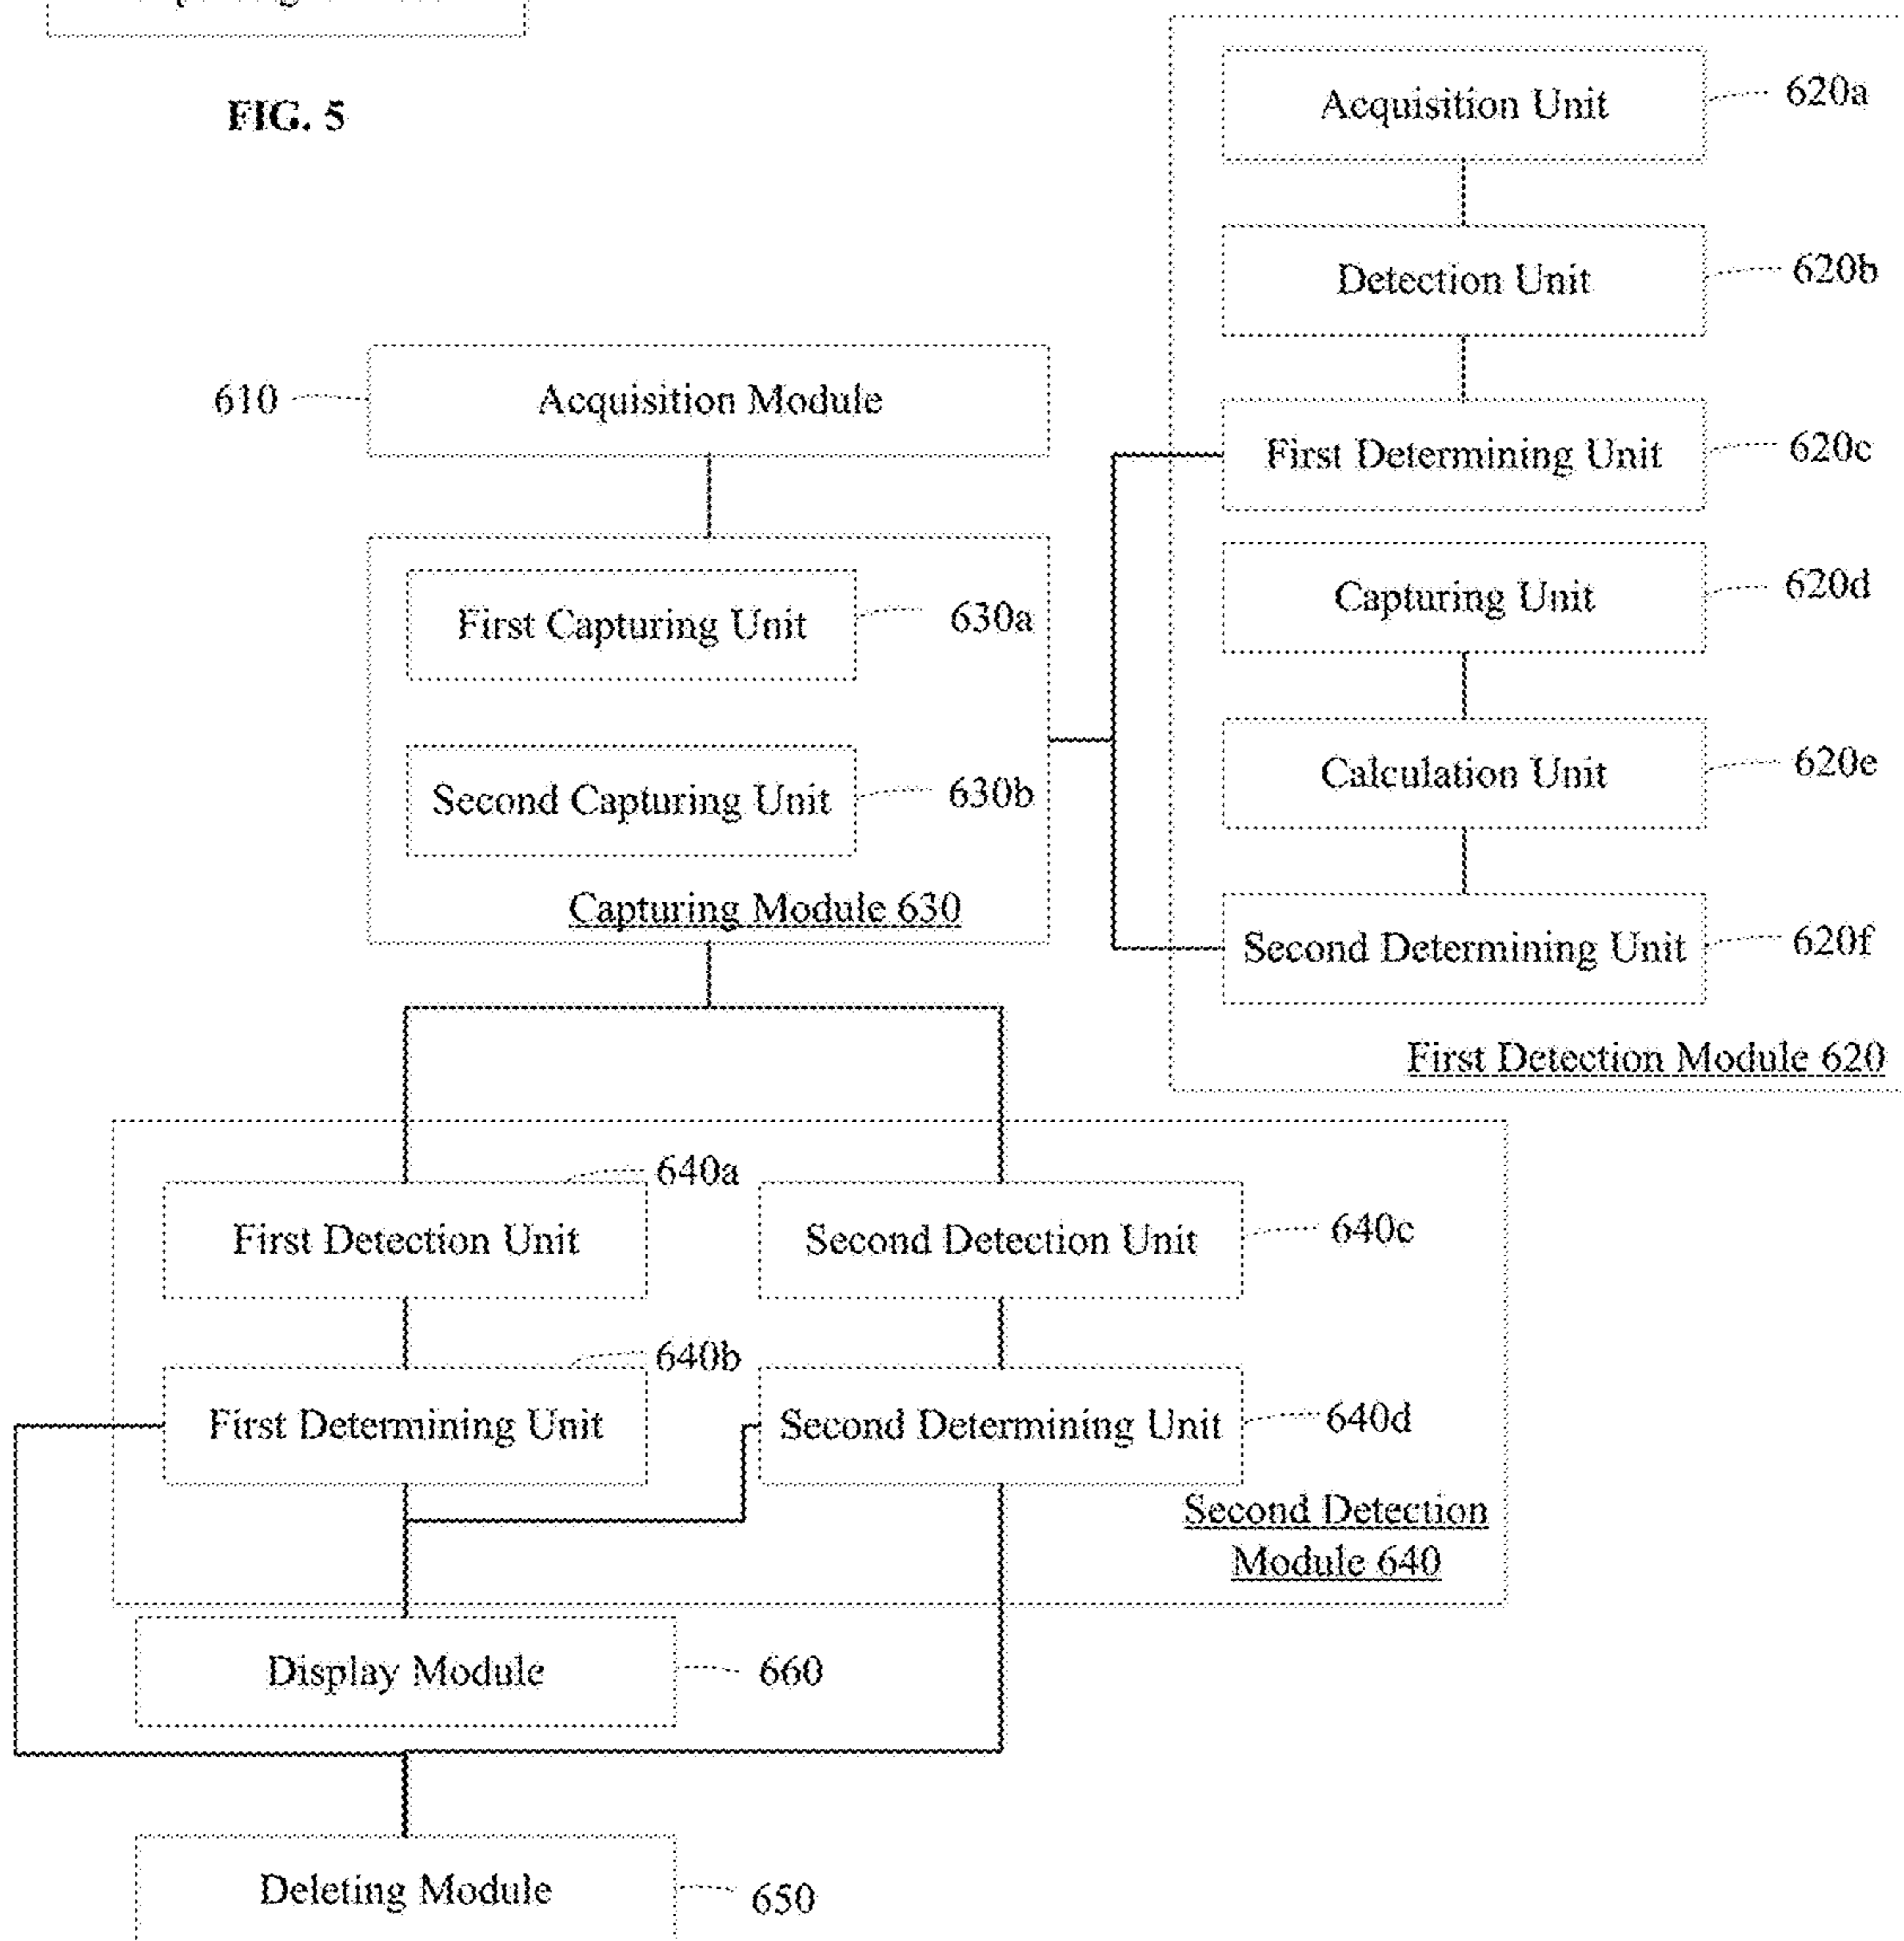 FIG. 5
Acquisition Unit
620a
Detection Unit
620b
First Determining Unit
620c
Capturing Unit
620d
Calculation Unit
620e
Second Determining Unit
620f
First Detection Module 620
610
Acquisition Module
First Capturing Unit
630a
Second Capturing Unit
630b
Capturing Module 630
640a
First Detection Unit
Second Detection Unit
640c
640b
First Determining Unit
Second Determining Unit
640d
Second Detection
Module 640
Display Module
660
Deleting Module
650